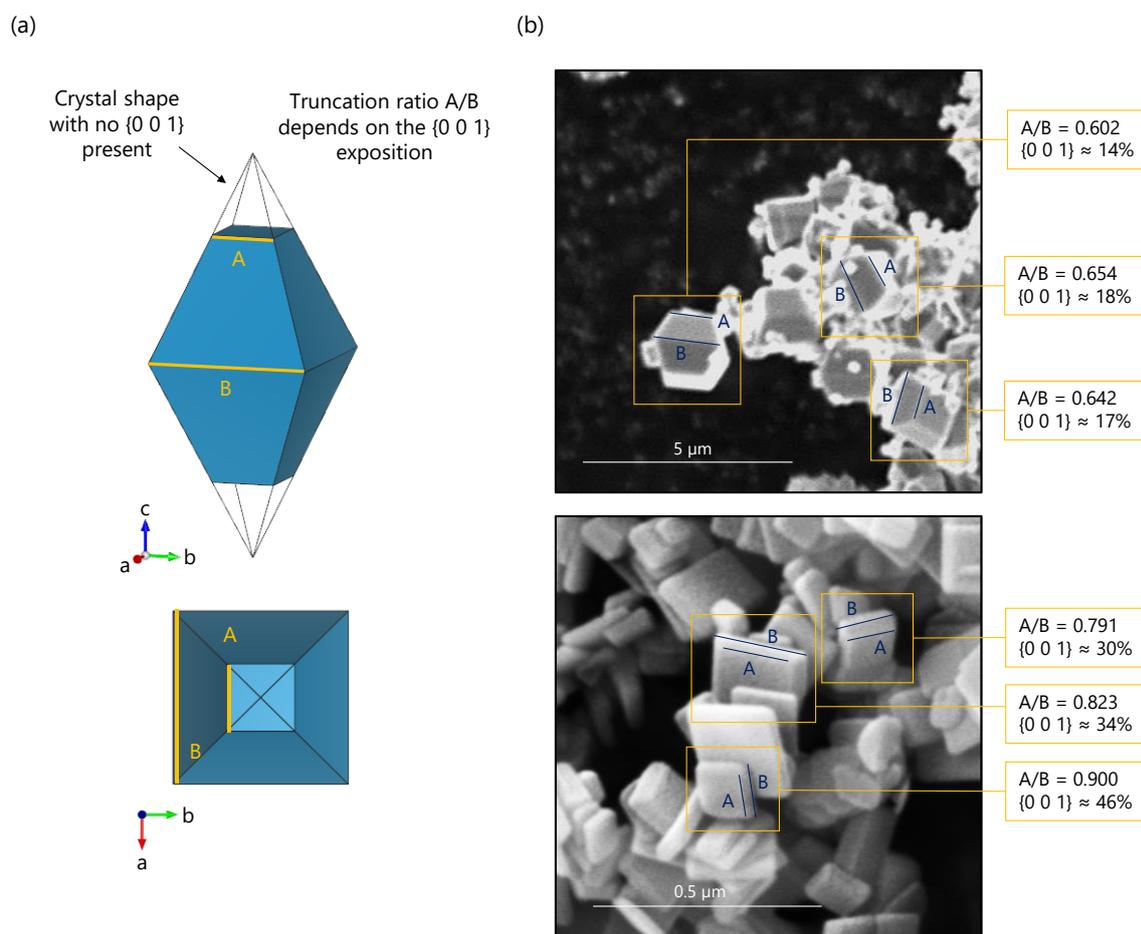 (a)
Crystal shape
with no {0 0 1}
present
Truncation ratio A/B
depends on the {0 0 1}
exposition
A
B
c
b
a
A
B
b
a
(b)
A/B = 0.602
{0 0 1} ≈ 14%
A
B
A
B
B
A
A/B = 0.654
{0 0 1} ≈ 18%
A/B = 0.642
{0 0 1} ≈ 17%
5 µm
B
A
B
A
B
A
A/B = 0.791
{0 0 1} ≈ 30%
A/B = 0.823
{0 0 1} ≈ 34%
A/B = 0.900
{0 0 1} ≈ 46%
0.5 µm